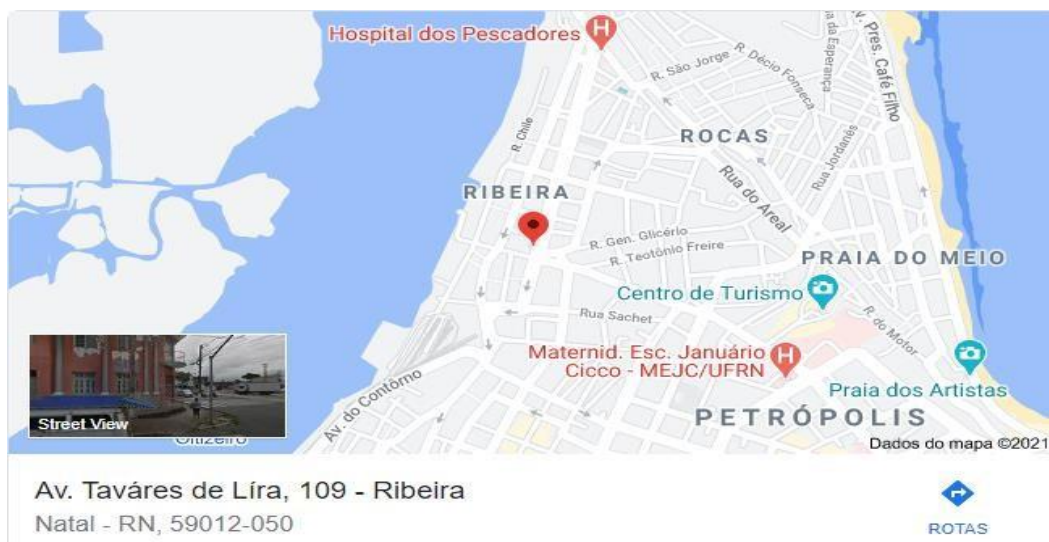 Hospital dos Pescadores
R. São Jorge
R. Décio Fonseca
da Esperança
v. Pres. Café Filho
R. Chile
ROCAS
Rua Jordanês
RIBEIRA
Rua do Areal
R. Gen. Glicério
R. Teotônio Freire
PRAIA DO MEIO
Centro de Turismo
Rua Sachet
R. do Motor
Maternid. Esc. Januário
Cicco - MEJC/UFRN
Praia dos Artistas
Av. do Contorno
PETRÓPOLIS
Street View
Dados do mapa ©2021
Av. Taváres de Líra, 109 - Ribeira
Natal - RN, 59012-050
ROTAS